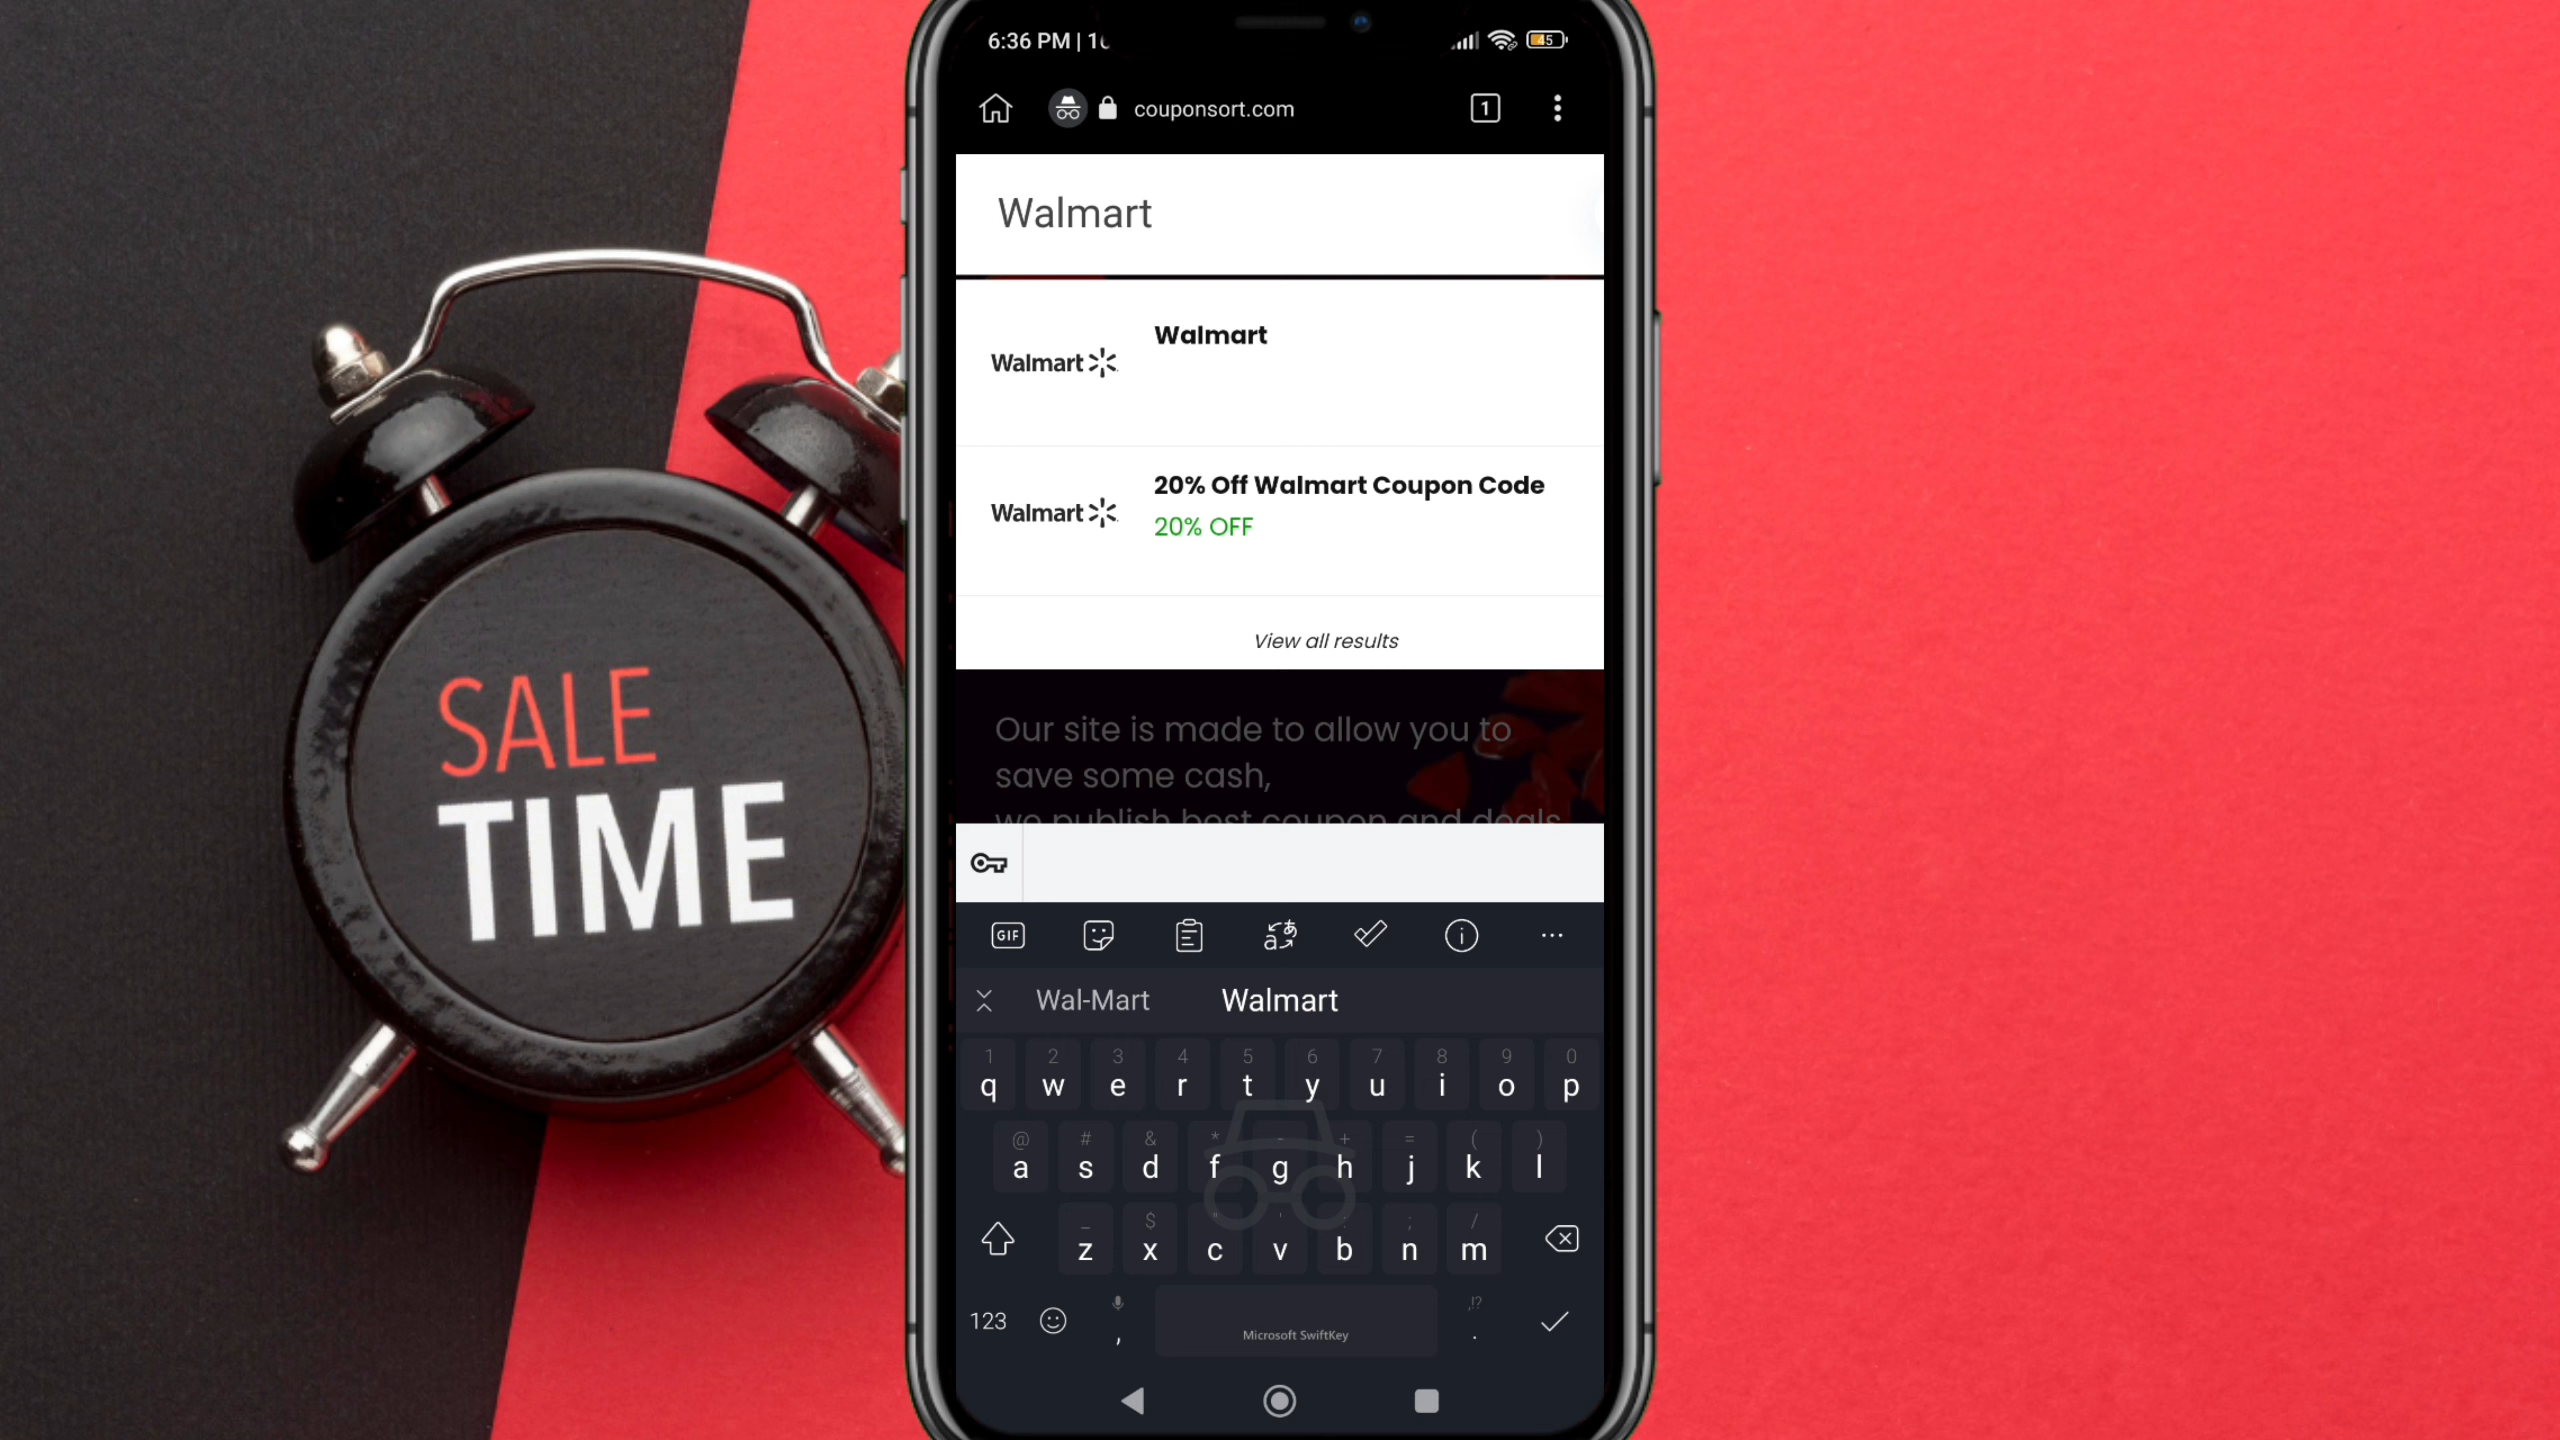 SALE
TIME
6:36 PM | 1
45
couponsort.com
1
Walmart
Walmart
Walmart
Walmart
20% Off Walmart Coupon Code
20% OFF
View all results
Our site is made to allow you to
save some cash,
we publish best coupon and deals
GIF
Wal-Mart Walmart
1 2 3 4 5 6 7 8 9 0
q w e r t y u i o p
@ # & * - + = ( )
a s d f g h j k l
_ $ " ' : ; /
z x c v b n m
,!?
123 , .
Microsoft SwiftKey